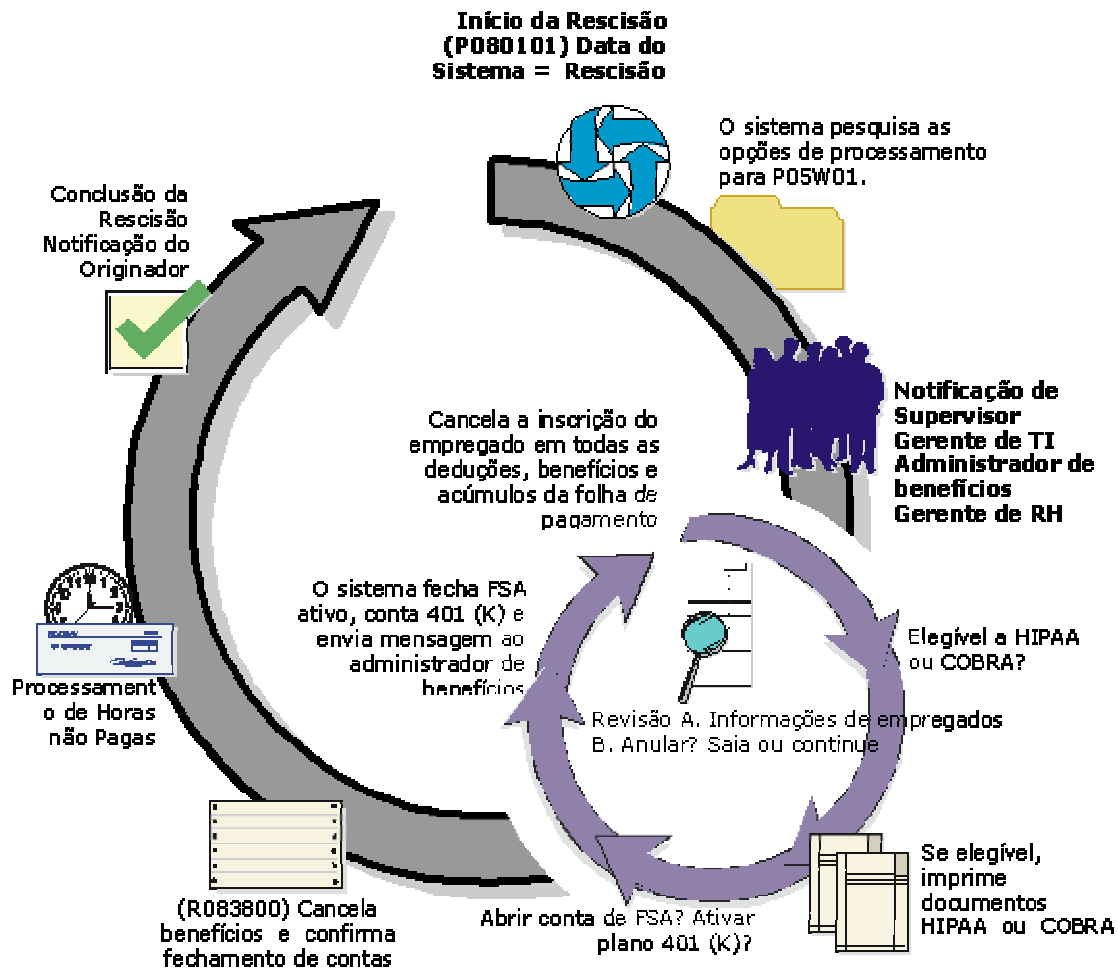 Início da Rescisão
(P080101) Data do
Sistema = Rescisão
O sistema pesquisa as
opções de processamento
para P05W01.
Notificação de
Supervisor
Gerente de TI
Administrador de
benefícios
Gerente de RH
Cancela a inscrição do
empregado em todas as
deduções, benefícios e
acúmulos da folha de
pagamento
Elegível a HIPAA
ou COBRA?
Revisão A. Informações de empregados
B. Anular? Saia ou continue
Se elegível,
imprime
documentos
HIPAA ou COBRA
Abrir conta de FSA? Ativar
plano 401 (K)?
O sistema fecha FSA
ativo, conta 401 (K) e
envia mensagem ao
administrador de
benefícios
(R083800) Cancela
benefícios e confirma
fechamento de contas
Processament
o de Horas
não Pagas
Conclusão da
Rescisão
Notificação do
Originador